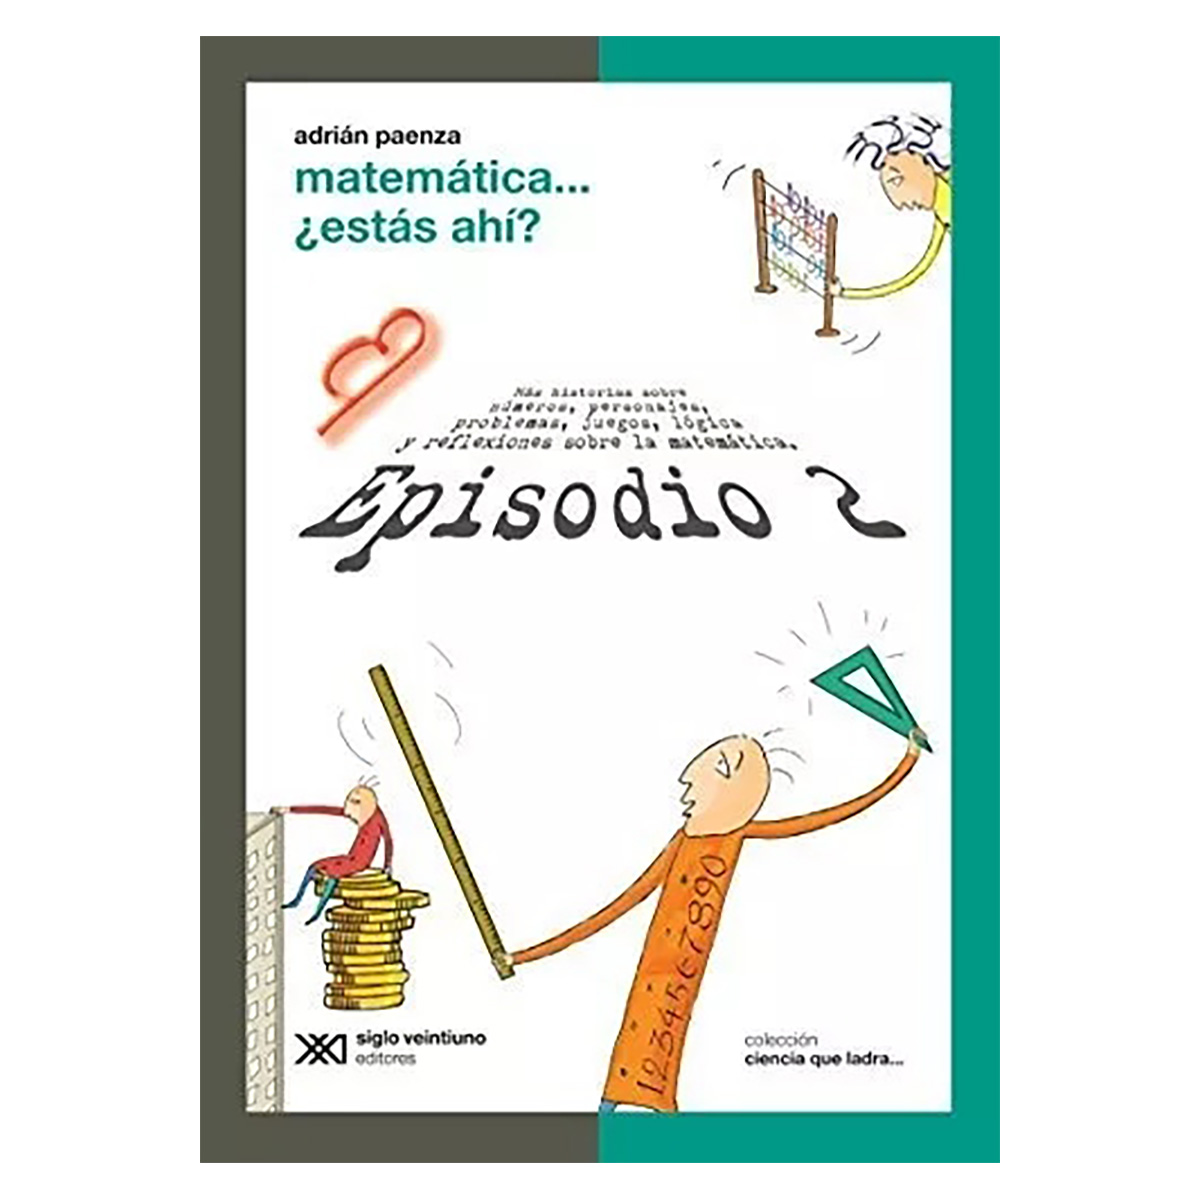 adrián paenza
matemática...
¿estás ahí?
Más historias sobre
números, personajes,
problemas, juegos, lógica
y reflexiones sobre la matemática.
Episodio 2
1234567890
siglo veintiuno
editores
colección
ciencia que ladra...